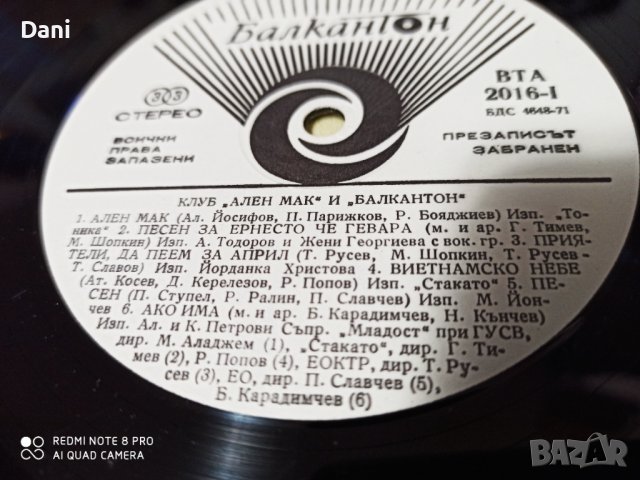 Dani
Балкантон
33
СТЕРЕО
ВТА
2016-I
БДС 4648-71
ВСИЧКИ
ПРАВА
ЗАПАЗЕНИ
ПРЕЗАПИСЪТ
ЗАБРАНЕН
КЛУБ „АЛЕН МАК" И „БАЛКАНТОН"
1. АЛЕН МАК (Ал. Йосифов, П. Парижков, Р. Бояджиев) Изп. „То-
ника" 2. ПЕСЕН ЗА ЕРНЕСТО ЧЕ ГЕВАРА (м. и ар. Г. Тимев,
М. Шопкин) Изп. А. Тодоров и Жени Георгиева с вок. гр. 3. ПРИЯ-
ТЕЛИ, ДА ПЕЕМ ЗА АПРИЛ (Т. Русев, М. Шопкин, Т. Русев -
Т. Славов) Изп. Йорданка Христова 4. ВИЕТНАМСКО НЕБЕ
(Ат. Косев, Д. Керелезов, Р. Попов) Изп. „Стакато" 5. ПЕ-
СЕН (П. Ступел, Р. Ралин, П. Славчев) Изп. М. Йон-
чев 6. АКО ИМА (м. и ар. Б. Карадимчев, Н. Кънчев)
Изп. Ал. и К. Петрови Съпр. „Младост" при ГУСВ,
дир. М. Аладжем (1), „Стакато", дир. Г. Ти-
мев (2), Р. Попов (4), ЕОКТР, дир. Т. Ру-
сев (3), ЕО, дир. П. Славчев (5),
Б. Карадимчев (6)
REDMI NOTE 8 PRO
AI QUAD CAMERA
BAZAR